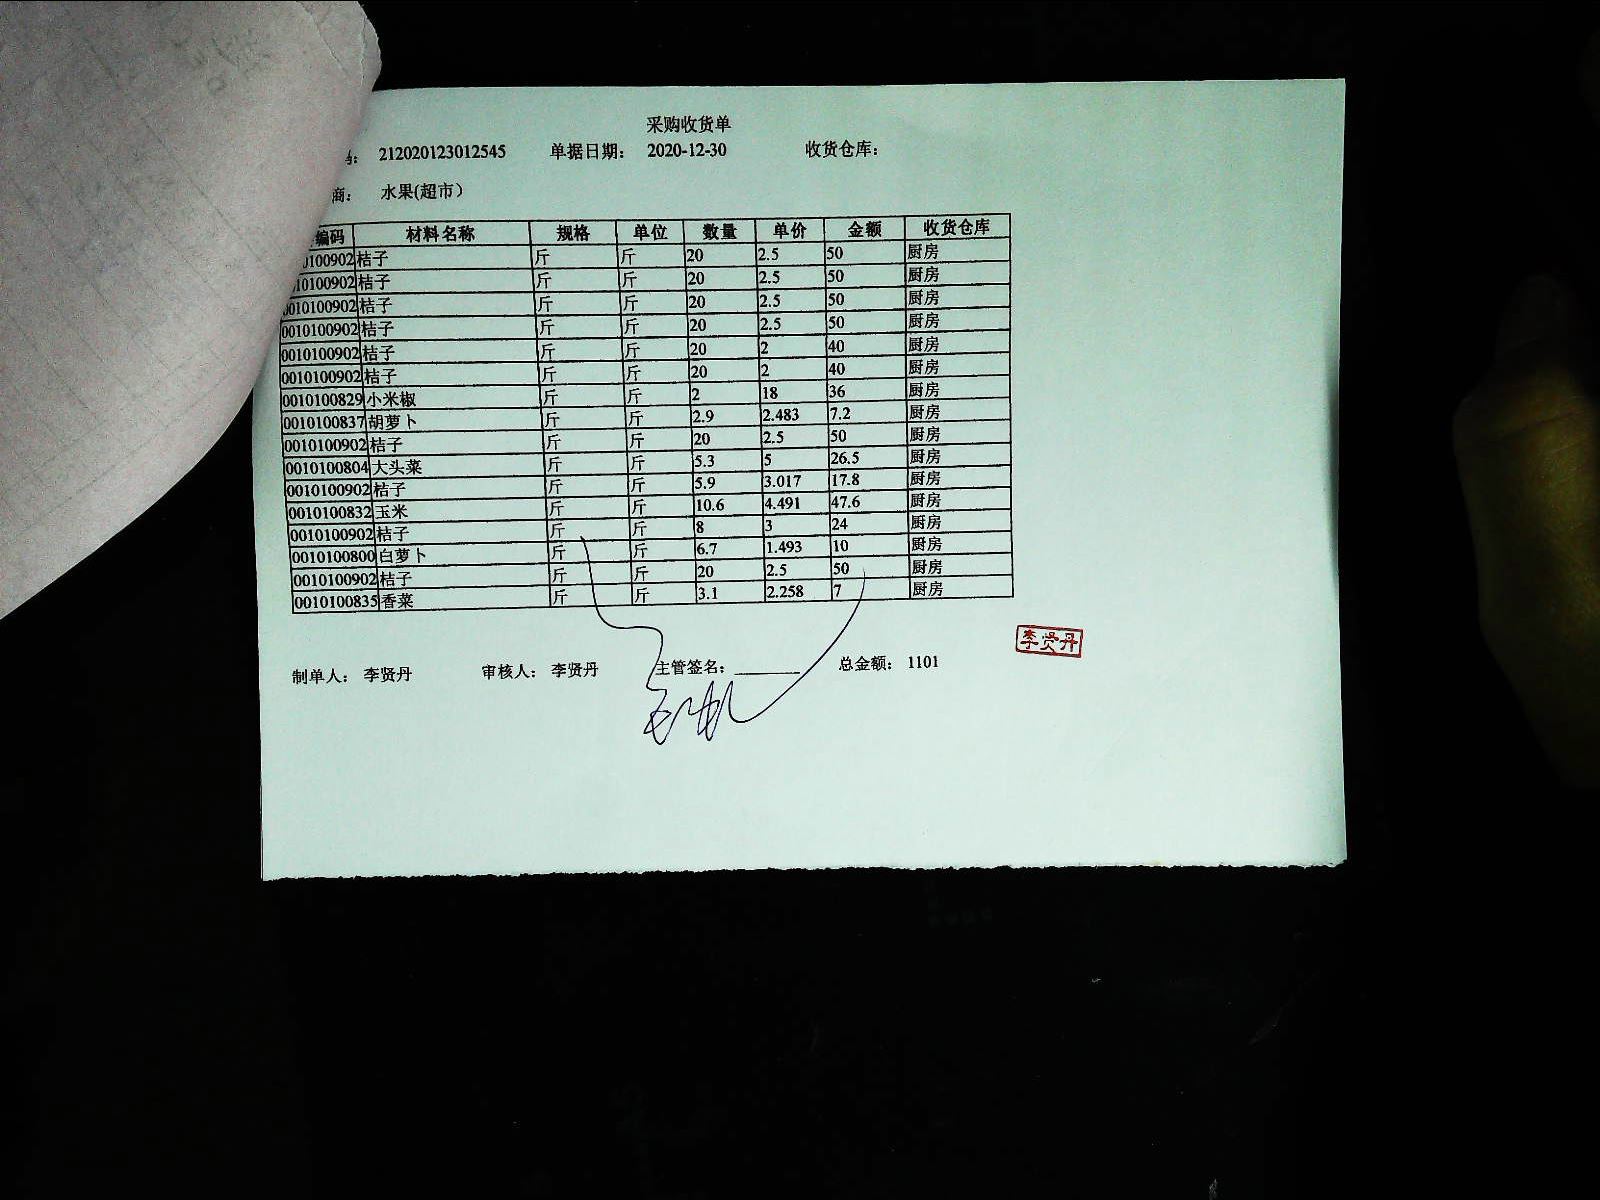 采购收货单
码： 212020123012545 单据日期： 2020-12-30 收货仓库：
商： 水果(超市)
编码 材料名称 规格 单位 数量 单价 金额 收货仓库
0100902 桔子 斤 斤 20 2.5 50 厨房
10100902 桔子 斤 斤 20 2.5 50 厨房
0010100902 桔子 斤 斤 20 2.5 50 厨房
0010100902 桔子 斤 斤 20 2.5 50 厨房
0010100902 桔子 斤 斤 20 2 40 厨房
0010100902 桔子 斤 斤 20 2 40 厨房
0010100829 小米椒 斤 斤 2 18 36 厨房
0010100837 胡萝卜 斤 斤 2.9 2.483 7.2 厨房
0010100902 桔子 斤 斤 20 2.5 50 厨房
0010100804 大头菜 斤 斤 5.3 5 26.5 厨房
0010100902 桔子 斤 斤 5.9 3.017 17.8 厨房
0010100832 玉米 斤 斤 10.6 4.491 47.6 厨房
0010100902 桔子 斤 斤 8 3 24 厨房
0010100800 白萝卜 斤 斤 6.7 1.493 10 厨房
0010100902 桔子 斤 斤 20 2.5 50 厨房
0010100835 香菜 斤 斤 3.1 2.258 7 厨房
李贤丹
制单人： 李贤丹 审核人： 李贤丹 主管签名： 总金额： 1101